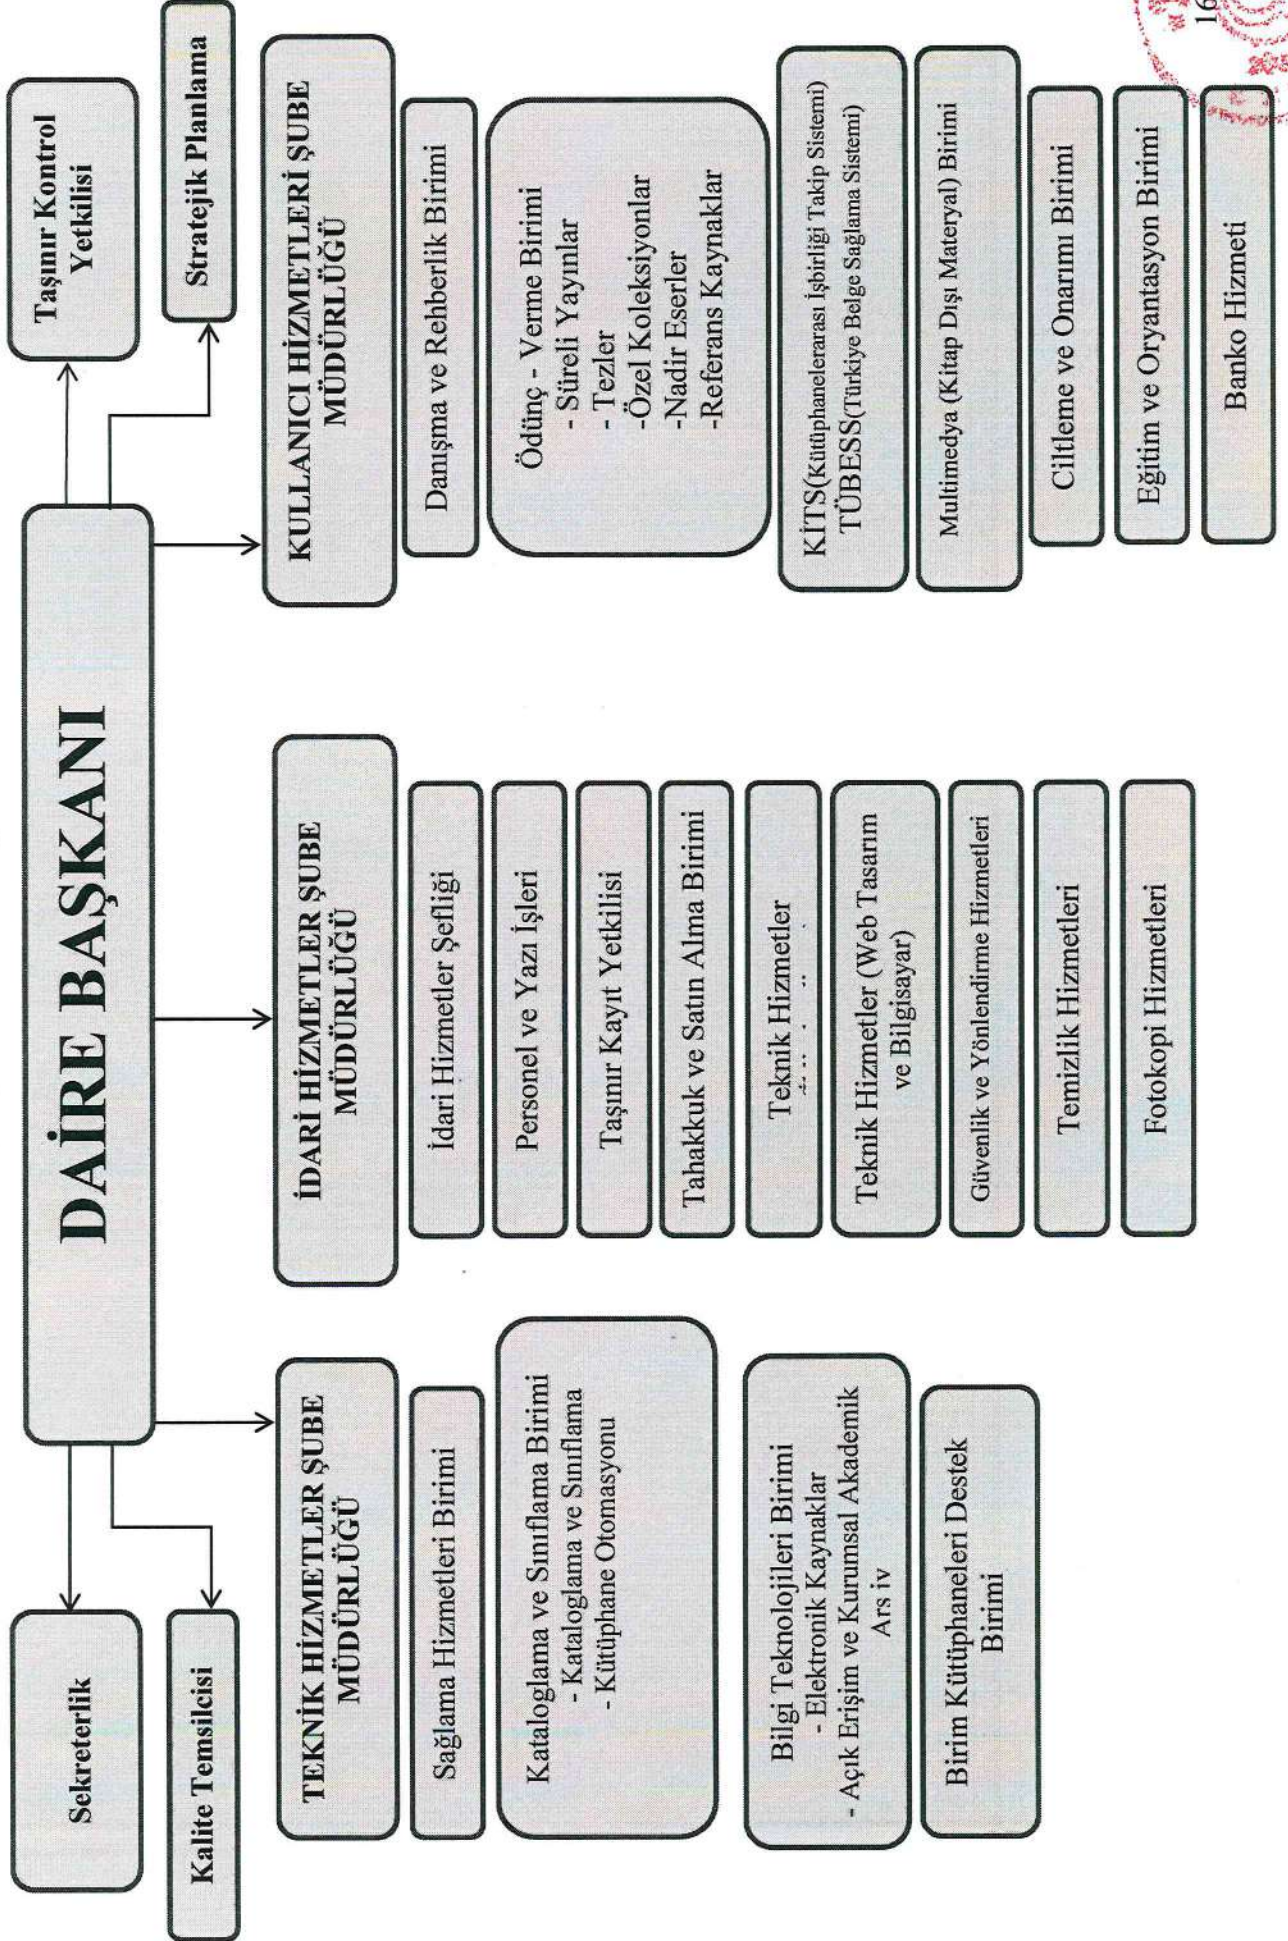 DAİRE BAŞKANI
Sekreterlik
Kalite Temsilcisi
Taşınır Kontrol
Yetkilisi
Stratejik Planlama
TEKNİK HİZMETLER ŞUBE
MÜDÜRLÜĞÜ
Sağlama Hizmetleri Birimi
Kataloglama ve Sınıflama Birimi
- Kataloglama ve Sınıflama
- Kütüphane Otomasyonu
Bilgi Teknolojileri Birimi
- Elektronik Kaynaklar
- Açık Erişim ve Kurumsal Akademik
Ars iv
Birim Kütüphaneleri Destek
Birimi
İDARİ HİZMETLER ŞUBE
MÜDÜRLÜĞÜ
İdari Hizmetler Şefliği
Personel ve Yazı İşleri
Taşınır Kayıt Yetkilisi
Tahakkuk ve Satın Alma Birimi
Teknik Hizmetler
Teknik Hizmetler (Web Tasarım
ve Bilgisayar)
Güvenlik ve Yönlendirme Hizmetleri
Temizlik Hizmetleri
Fotokopi Hizmetleri
KULLANICI HİZMETLERİ ŞUBE
MÜDÜRLÜĞÜ
Danışma ve Rehberlik Birimi
Ödünç - Verme Birimi
- Süreli Yayınlar
- Tezler
-Özel Koleksiyonlar
-Nadir Eserler
-Referans Kaynaklar
KİTS(Kütüphanelerarası İşbirliği Takip Sistemi)
TÜBESS(Türkiye Belge Sağlama Sistemi)
Multimedya (Kitap Dışı Materyal) Birimi
Ciltleme ve Onarımı Birimi
Eğitim ve Oryantasyon Birimi
Banko Hizmeti
16